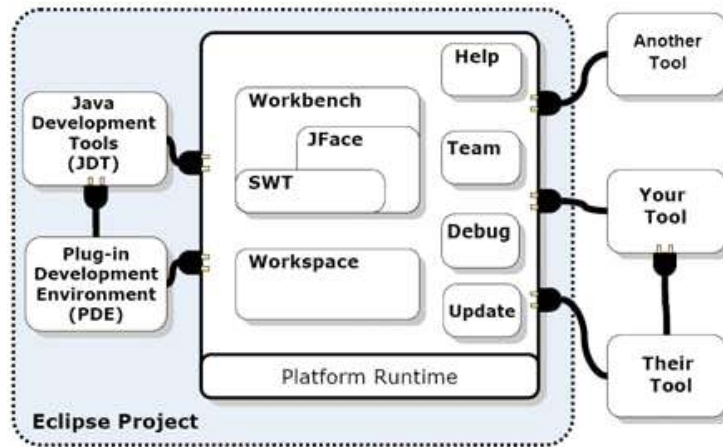 Java
Development
Tools
(JDT)
Plug-in
Development
Environment
(PDE)
Workbench
JFace
SWT
Workspace
Help
Team
Debug
Update
Platform Runtime
Eclipse Project
Another
Tool
Your
Tool
Their
Tool